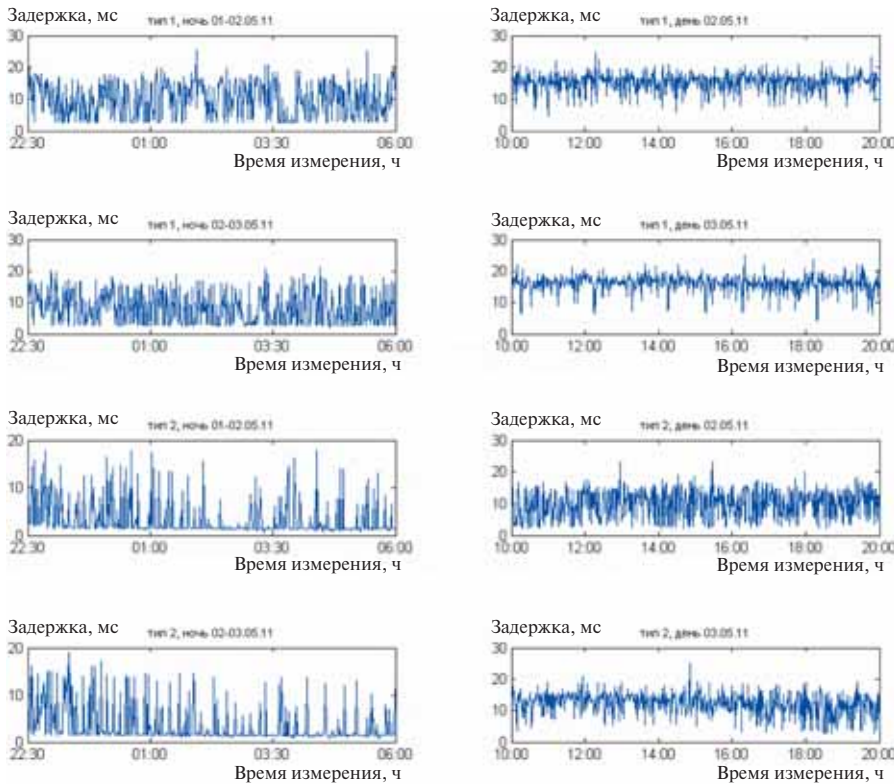 Задержка, мс
тип 1, ночь 01-02.05.11
30
20
10
0
22:30 01:00 03:30 06:00
Время измерения, ч
Задержка, мс
тип 1, день 02.05.11
30
20
10
0
10:00 12:00 14:00 16:00 18:00 20:00
Время измерения, ч
Задержка, мс
тип 1, ночь 02-03.05.11
30
20
10
0
22:30 01:00 03:30 06:00
Время измерения, ч
Задержка, мс
тип 1, день 03.05.11
30
20
10
0
10:00 12:00 14:00 16:00 18:00 20:00
Время измерения, ч
Задержка, мс
тип 2, ночь 01-02.05.11
20
10
0
22:30 01:00 03:30 06:00
Время измерения, ч
Задержка, мс
тип 2, день 02.05.11
30
20
10
0
10:00 12:00 14:00 16:00 18:00 20:00
Время измерения, ч
Задержка, мс
тип 2, ночь 02-03.05.11
20
10
0
22:30 01:00 03:30 06:00
Время измерения, ч
Задержка, мс
тип 2, день 03.05.11
30
20
10
0
10:00 12:00 14:00 16:00 18:00 20:00
Время измерения, ч